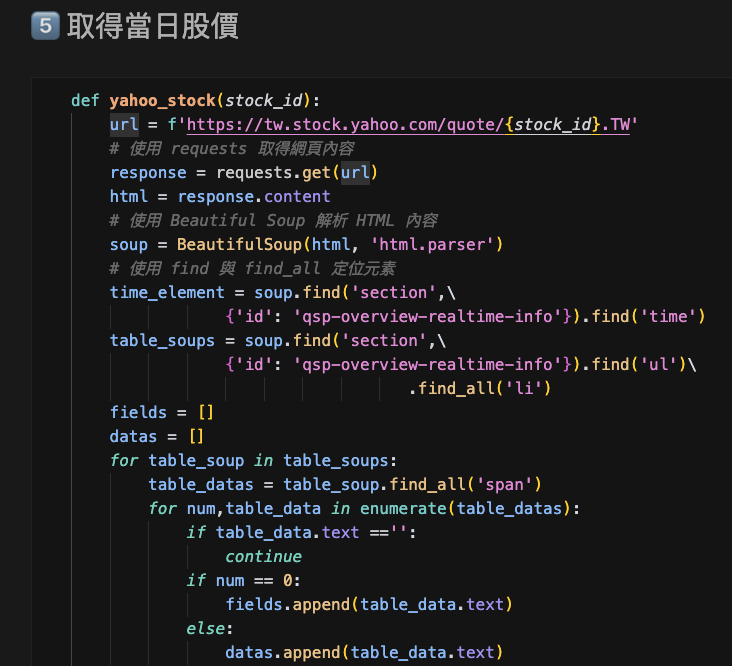 5 取得當日股價
def yahoo_stock(stock_id):
url = f'https://tw.stock.yahoo.com/quote/{stock_id}.TW'
# 使用 requests 取得網頁內容
response = requests.get(url)
html = response.content
# 使用 Beautiful Soup 解析 HTML 內容
soup = BeautifulSoup(html, 'html.parser')
# 使用 find 與 find_all 定位元素
time_element = soup.find('section',\
{'id': 'qsp-overview-realtime-info'}).find('time')
table_soups = soup.find('section',\
{'id': 'qsp-overview-realtime-info'}).find('ul')\
.find_all('li')
fields = []
datas = []
for table_soup in table_soups:
table_datas = table_soup.find_all('span')
for num,table_data in enumerate(table_datas):
if table_data.text =='':
continue
if num == 0:
fields.append(table_data.text)
else:
datas.append(table_data.text)